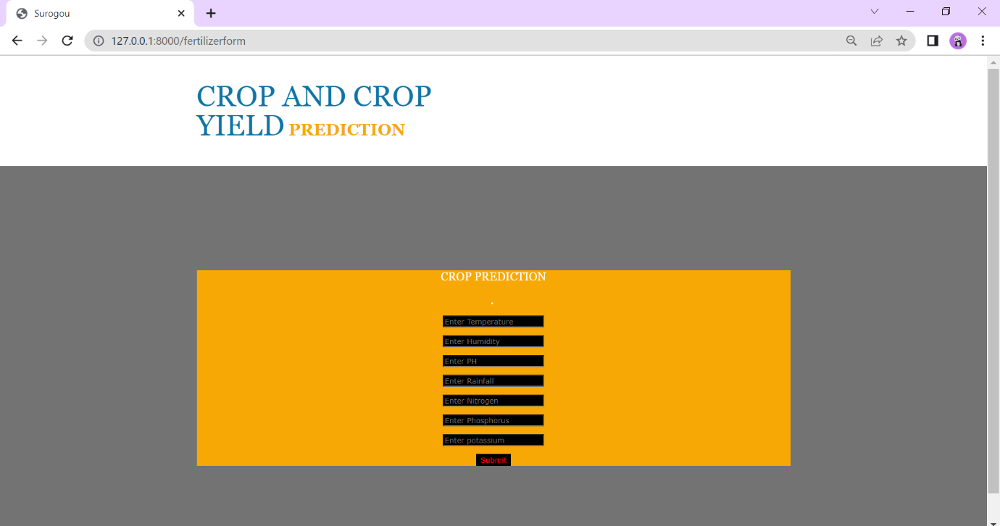 Surogou
127.0.0.1:8000/fertilizerform
CROP AND CROP
YIELD PREDICTION
CROP PREDICTION
.
Enter Temperature
Enter Humidity
Enter PH
Enter Rainfall
Enter Nitrogen
Enter Phosphorus
Enter potassium
Submit